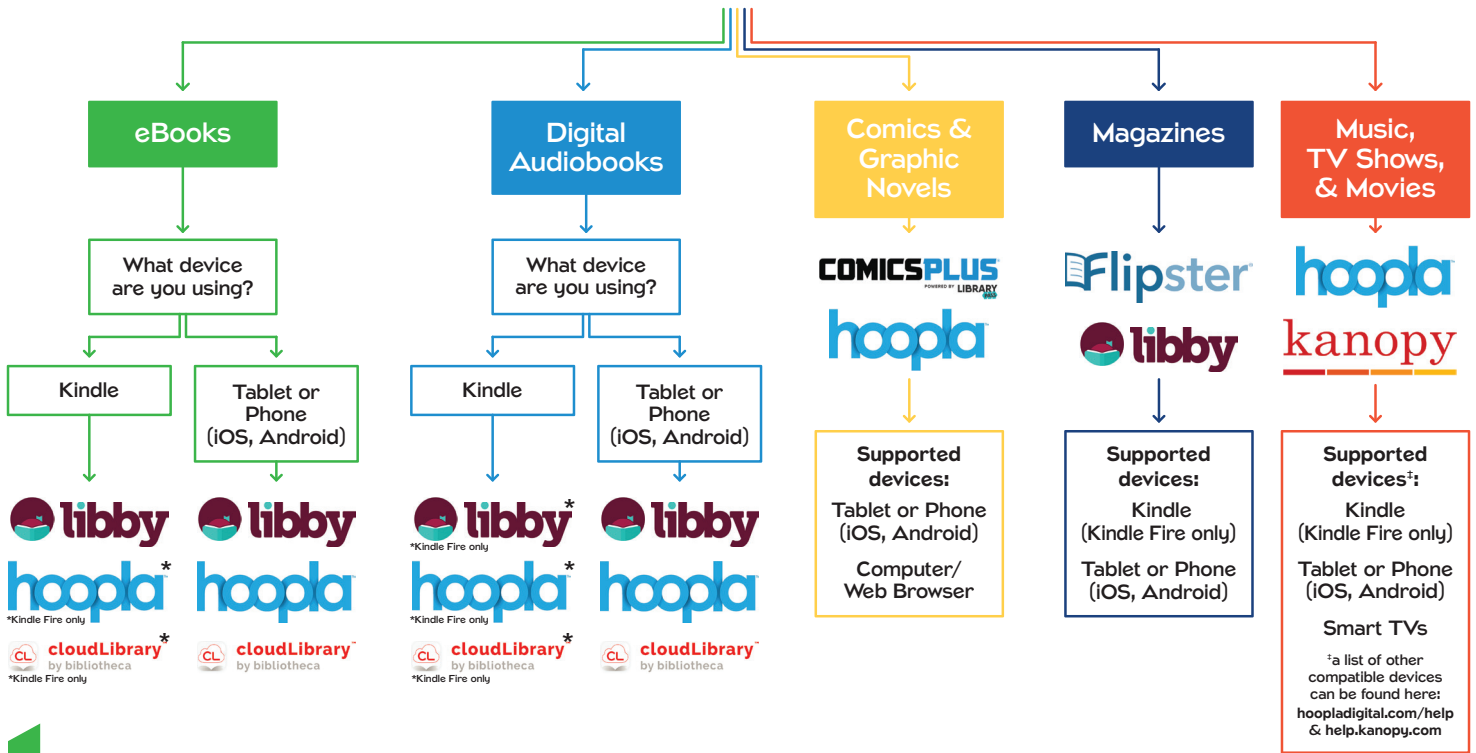 eBooks
What device
are you using?
Kindle
Tablet or
Phone
(iOS, Android)
libby
hoopla*
*Kindle Fire only
CL cloudLibrary*
by bibliotheca
*Kindle Fire only
libby
hoopla
CL cloudLibrary™
by bibliotheca
Digital
Audiobooks
What device
are you using?
Kindle
Tablet or
Phone
(iOS, Android)
libby*
*Kindle Fire only
hoopla*
*Kindle Fire only
CL cloudLibrary*
by bibliotheca
*Kindle Fire only
libby
hoopla
CL cloudLibrary™
by bibliotheca
Comics &
Graphic
Novels
COMICSPLUS
POWERED BY LIBRARY
hoopla
Supported
devices:
Tablet or Phone
(iOS, Android)
Computer/
Web Browser
Magazines
Flipster
libby
Supported
devices:
Kindle
(Kindle Fire only)
Tablet or Phone
(iOS, Android)
Music,
TV Shows,
& Movies
hoopla
kanopy
Supported
devices‡:
Kindle
(Kindle Fire only)
Tablet or Phone
(iOS, Android)
Smart TVs
‡a list of other
compatible devices
can be found here:
hoopladigital.com/help
& help.kanopy.com